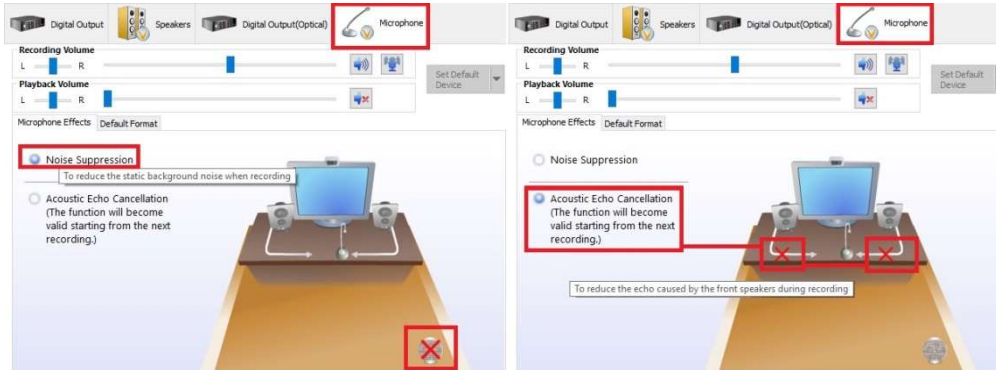 Digital Output
Speakers
Digital Output(Optical)
Microphone
Recording Volume
L
R
Playback Volume
L
R
Set Default
Device
Microphone Effects
Default Format
Noise Suppression
To reduce the static background noise when recording
Acoustic Echo Cancellation
(The function will become
valid starting from the next
recording.)
Digital Output
Speakers
Digital Output(Optical)
Microphone
Recording Volume
L
R
Playback Volume
L
R
Set Default
Device
Microphone Effects
Default Format
Noise Suppression
Acoustic Echo Cancellation
(The function will become
valid starting from the next
recording.)
To reduce the echo caused by the front speakers during recording